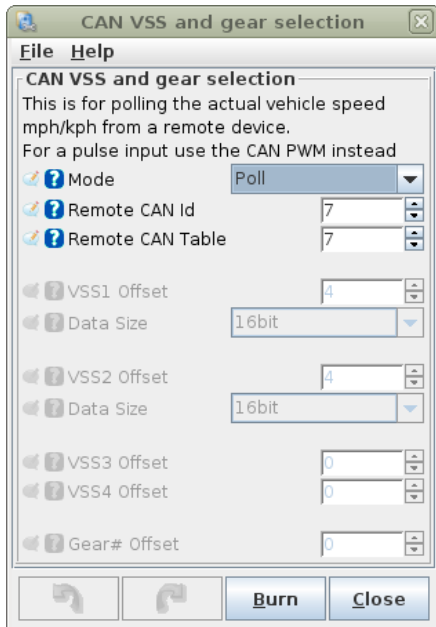 CAN VSS and gear selection
File Help
CAN VSS and gear selection
This is for polling the actual vehicle speed
mph/kph from a remote device.
For a pulse input use the CAN PWM instead
Mode Poll
Remote CAN Id 7
Remote CAN Table 7
VSS1 Offset 4
Data Size 16bit
VSS2 Offset 4
Data Size 16bit
VSS3 Offset 0
VSS4 Offset 0
Gear# Offset 0
Burn Close